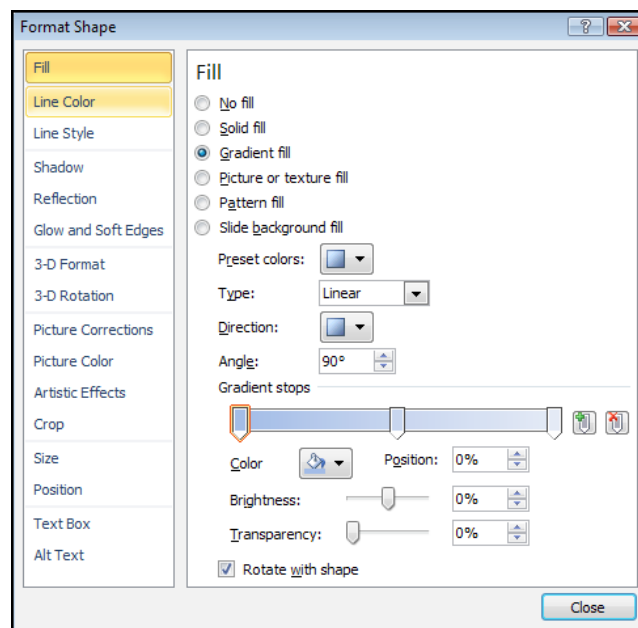 Format Shape
Fill
Line Color
Line Style
Shadow
Reflection
Glow and Soft Edges
3-D Format
3-D Rotation
Picture Corrections
Picture Color
Artistic Effects
Crop
Size
Position
Text Box
Alt Text
Fill
No fill
Solid fill
Gradient fill
Picture or texture fill
Pattern fill
Slide background fill
Preset colors:
Type: Linear
Direction:
Angle: 90°
Gradient stops
Color Position: 0%
Brightness: 0%
Transparency: 0%
Rotate with shape
Close